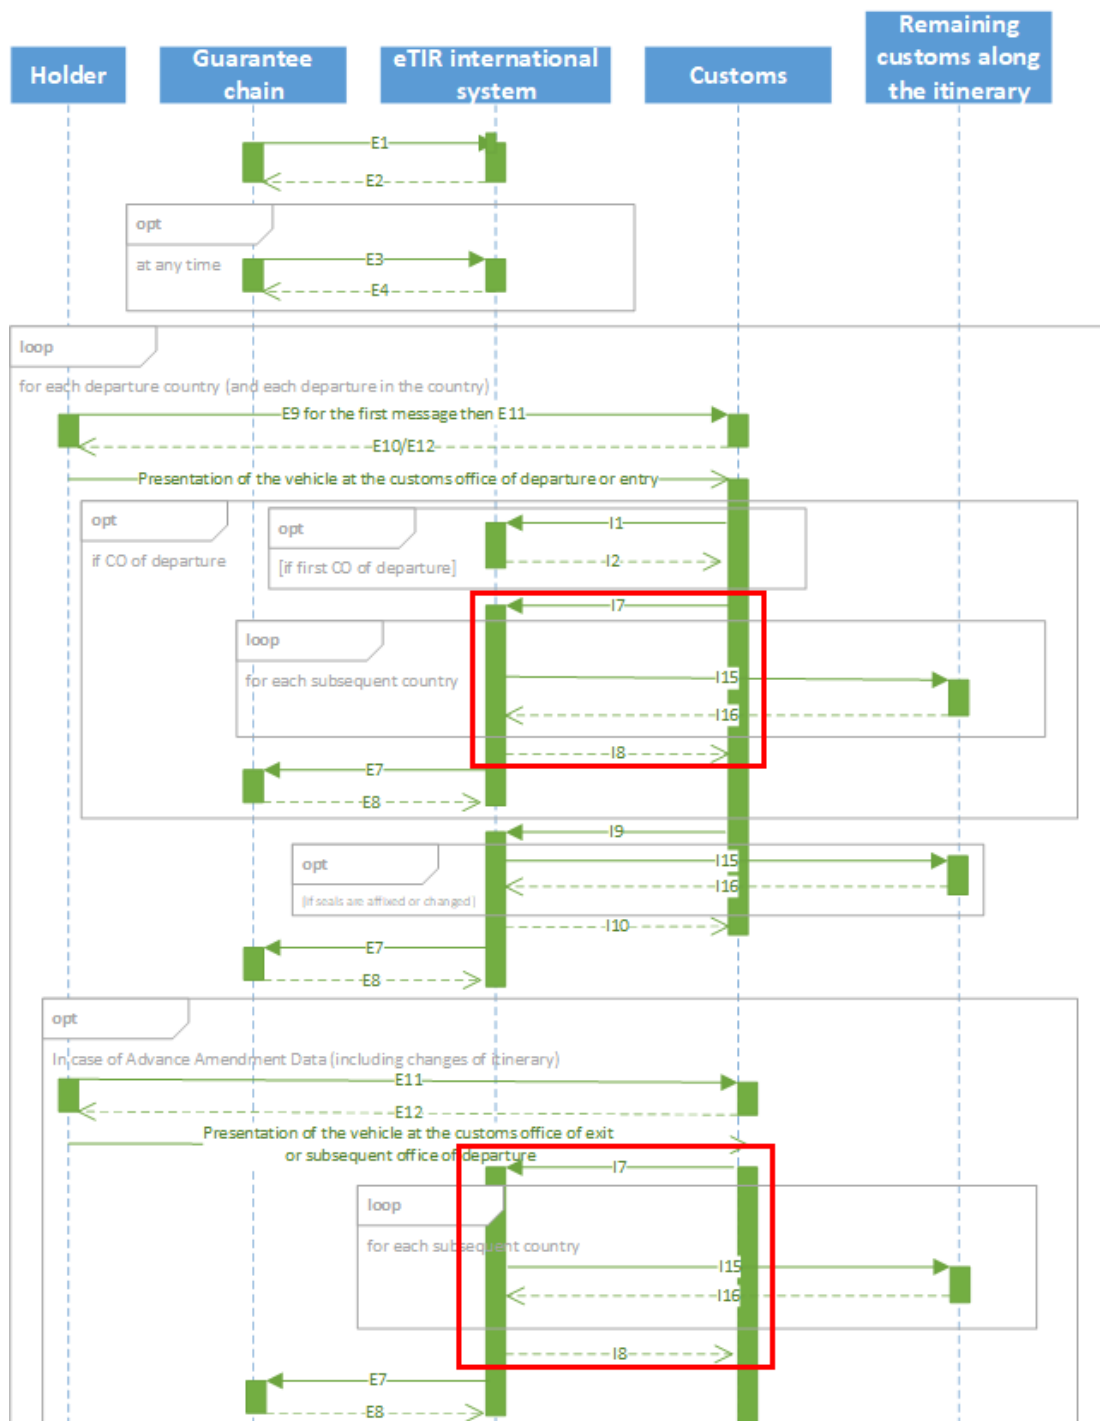 Holder
Guarantee
chain
eTIR international
system
Customs
Remaining
customs along
the itinerary
E1
E2
opt
at any time
E3
E4
loop
for each departure country (and each departure in the country)
E9 for the first message then E11
E10/E12
Presentation of the vehicle at the customs office of departure or entry
opt
if CO of departure
opt
[if first CO of departure]
I1
I2
I7
loop
for each subsequent country
I15
I16
I8
E7
E8
I9
opt
(if seals are affixed or changed)
I15
I16
I10
E7
E8
opt
In case of Advance Amendment Data (including changes of itinerary)
E11
E12
Presentation of the vehicle at the customs office of exit
or subsequent office of departure
I7
loop
for each subsequent country
I15
I16
I8
E7
E8